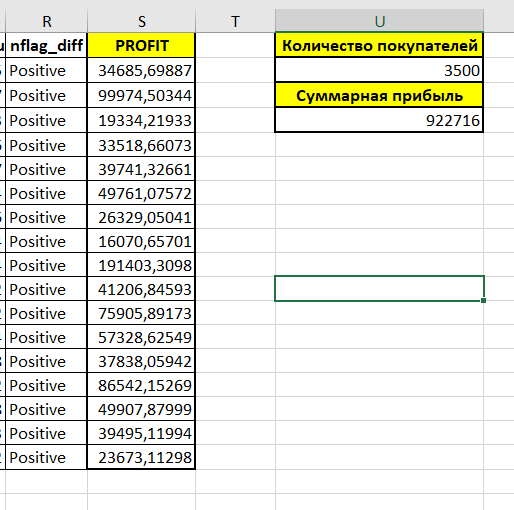 R S T U
nflag_diff PROFIT Количество покупателей
Positive 34685,69887 3500
Positive 99974,50344 Суммарная прибыль
Positive 19334,21933 922716
Positive 33518,66073
Positive 39741,32661
Positive 49761,07572
Positive 26329,05041
Positive 16070,65701
Positive 191403,3098
Positive 41206,84593
Positive 75905,89173
Positive 57328,62549
Positive 37838,05942
Positive 86542,15269
Positive 49907,87999
Positive 39495,11994
Positive 23673,11298